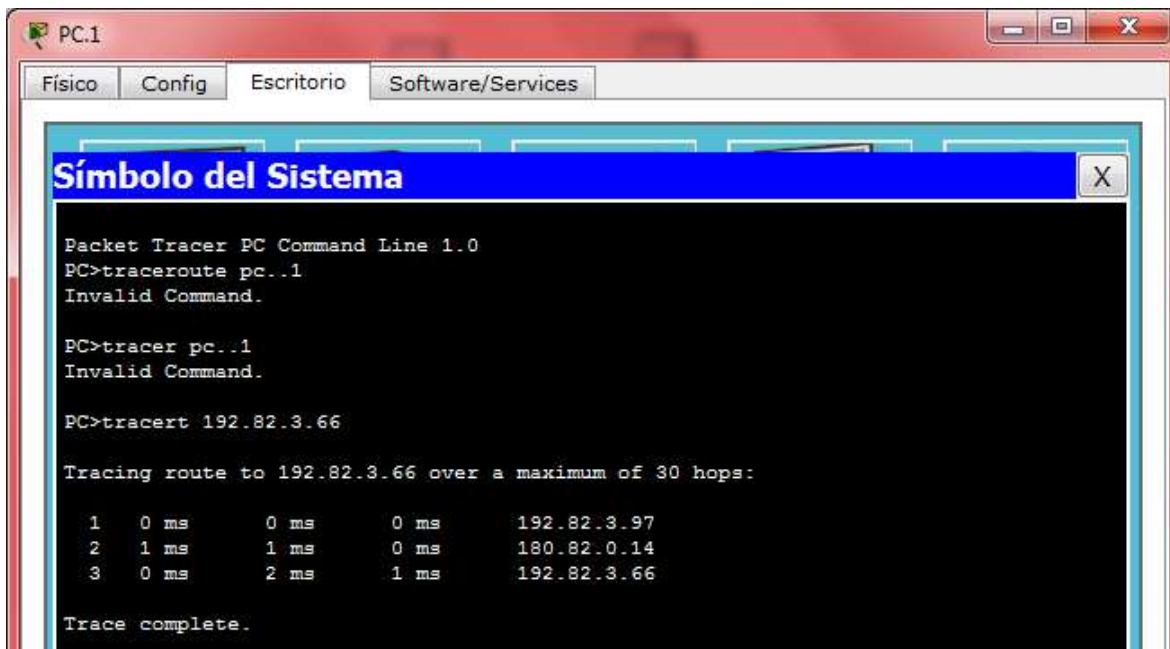 PC.1
Físico Config Escritorio Software/Services
Símbolo del Sistema X
Packet Tracer PC Command Line 1.0
PC>traceroute pc..1
Invalid Command.
PC>tracer pc..1
Invalid Command.
PC>tracert 192.82.3.66
Tracing route to 192.82.3.66 over a maximum of 30 hops:
1 0 ms 0 ms 0 ms 192.82.3.97
2 1 ms 1 ms 0 ms 180.82.0.14
3 0 ms 2 ms 1 ms 192.82.3.66
Trace complete.